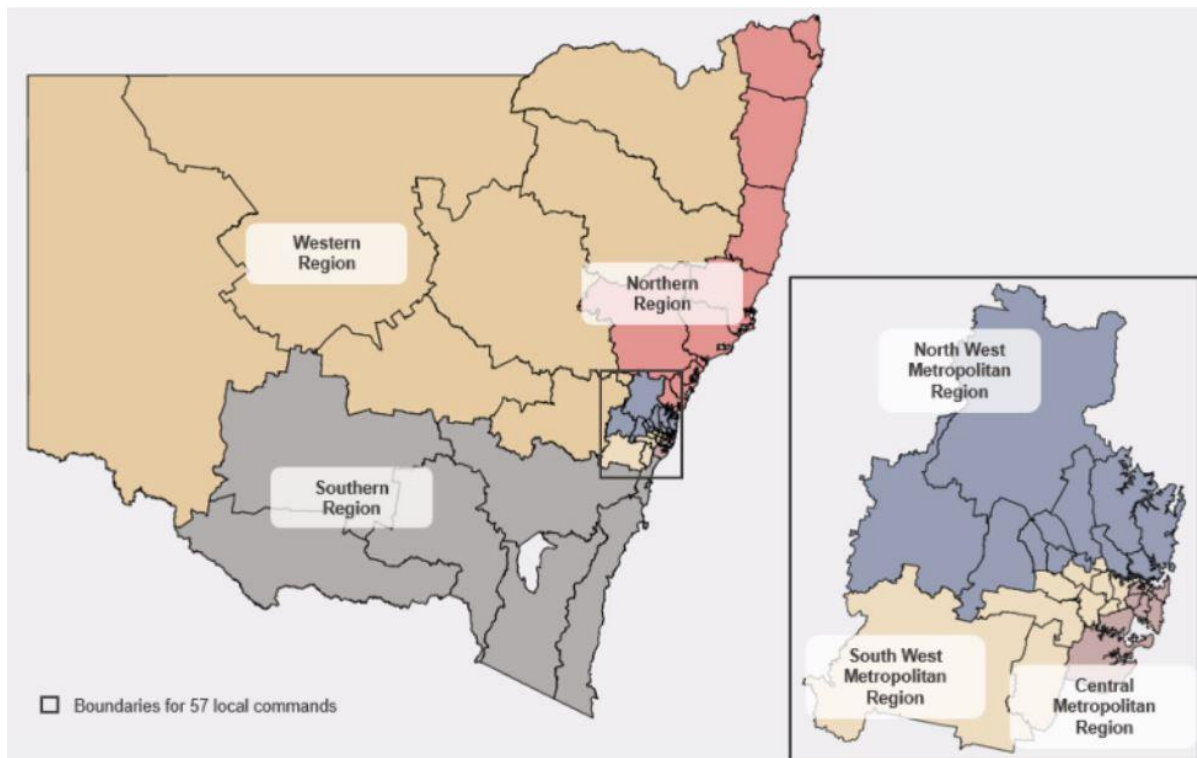 Western
Region
Northern
Region
Southern
Region
Boundaries for 57 local commands
North West
Metropolitan
Region
South West
Metropolitan
Region
Central
Metropolitan
Region